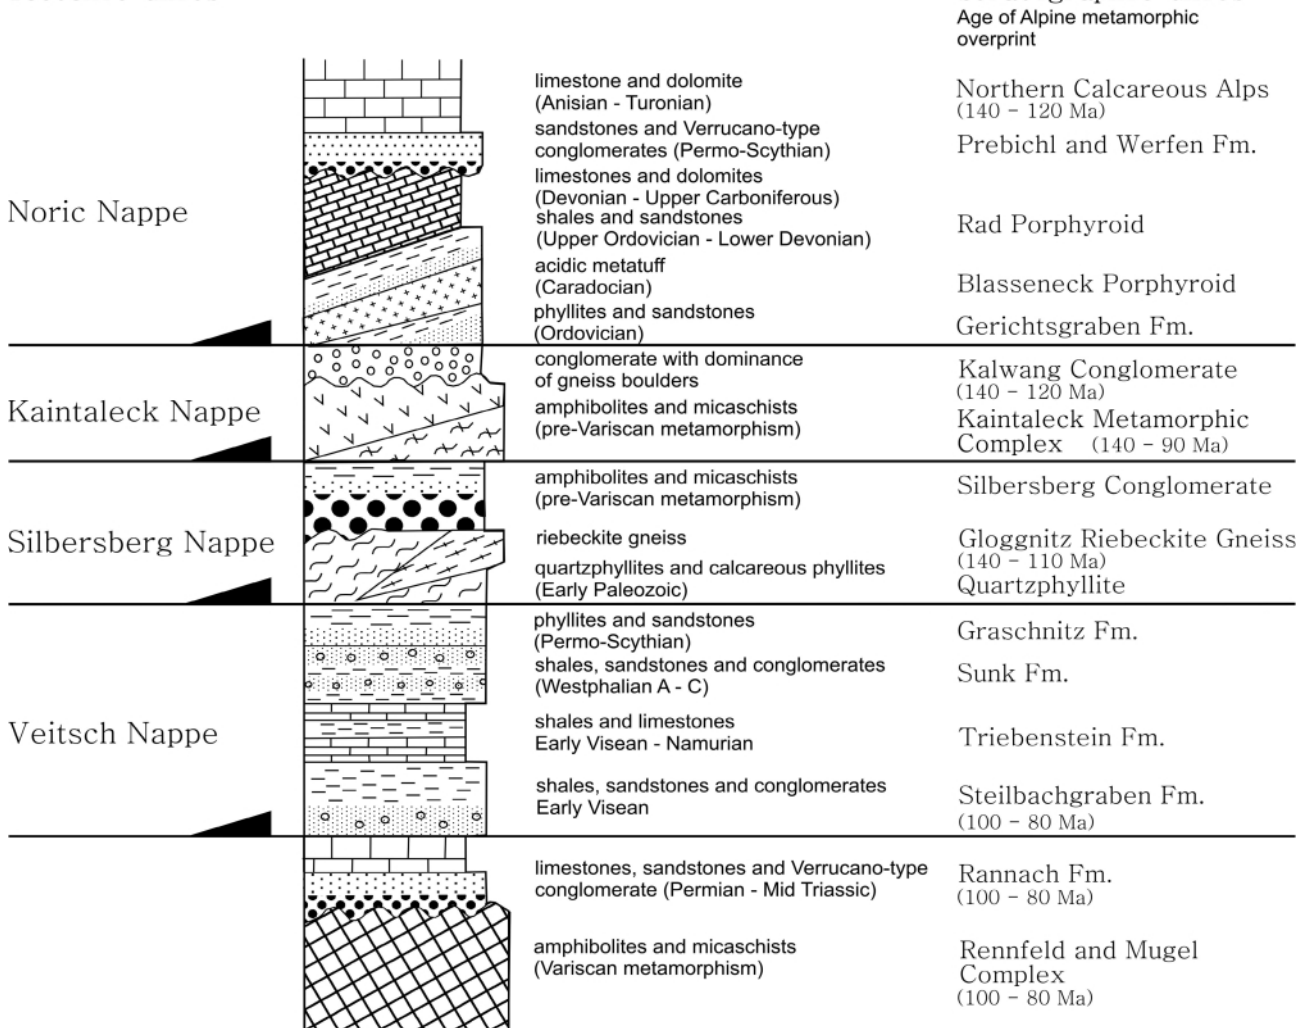 Age of Alpine metamorphic
overprint
limestone and dolomite
(Anisian - Turonian)
Northern Calcareous Alps
(140 - 120 Ma)
sandstones and Verrucano-type
conglomerates (Permo-Scythian)
Prebichl and Werfen Fm.
Noric Nappe
limestones and dolomites
(Devonian - Upper Carboniferous)
shales and sandstones
(Upper Ordovician - Lower Devonian)
Rad Porphyroid
acidic metatuff
(Caradocian)
Blasseneck Porphyroid
phyllites and sandstones
(Ordovician)
Gerichtsgraben Fm.
Kaintaleck Nappe
conglomerate with dominance
of gneiss boulders
Kalwang Conglomerate
(140 - 120 Ma)
amphibolites and micaschists
(pre-Variscan metamorphism)
Kaintaleck Metamorphic
Complex (140 - 90 Ma)
Silbersberg Nappe
amphibolites and micaschists
(pre-Variscan metamorphism)
Silbersberg Conglomerate
riebeckite gneiss
Gloggnitz Riebeckite Gneiss
(140 - 110 Ma)
quartzphyllites and calcareous phyllites
(Early Paleozoic)
Quartzphyllite
Veitsch Nappe
phyllites and sandstones
(Permo-Scythian)
Graschnitz Fm.
shales, sandstones and conglomerates
(Westphalian A - C)
Sunk Fm.
shales and limestones
Early Visean - Namurian
Triebenstein Fm.
shales, sandstones and conglomerates
Early Visean
Steilbachgraben Fm.
(100 - 80 Ma)
limestones, sandstones and Verrucano-type
conglomerate (Permian - Mid Triassic)
Rannach Fm.
(100 - 80 Ma)
amphibolites and micaschists
(Variscan metamorphism)
Rennfeld and Mugel
Complex
(100 - 80 Ma)